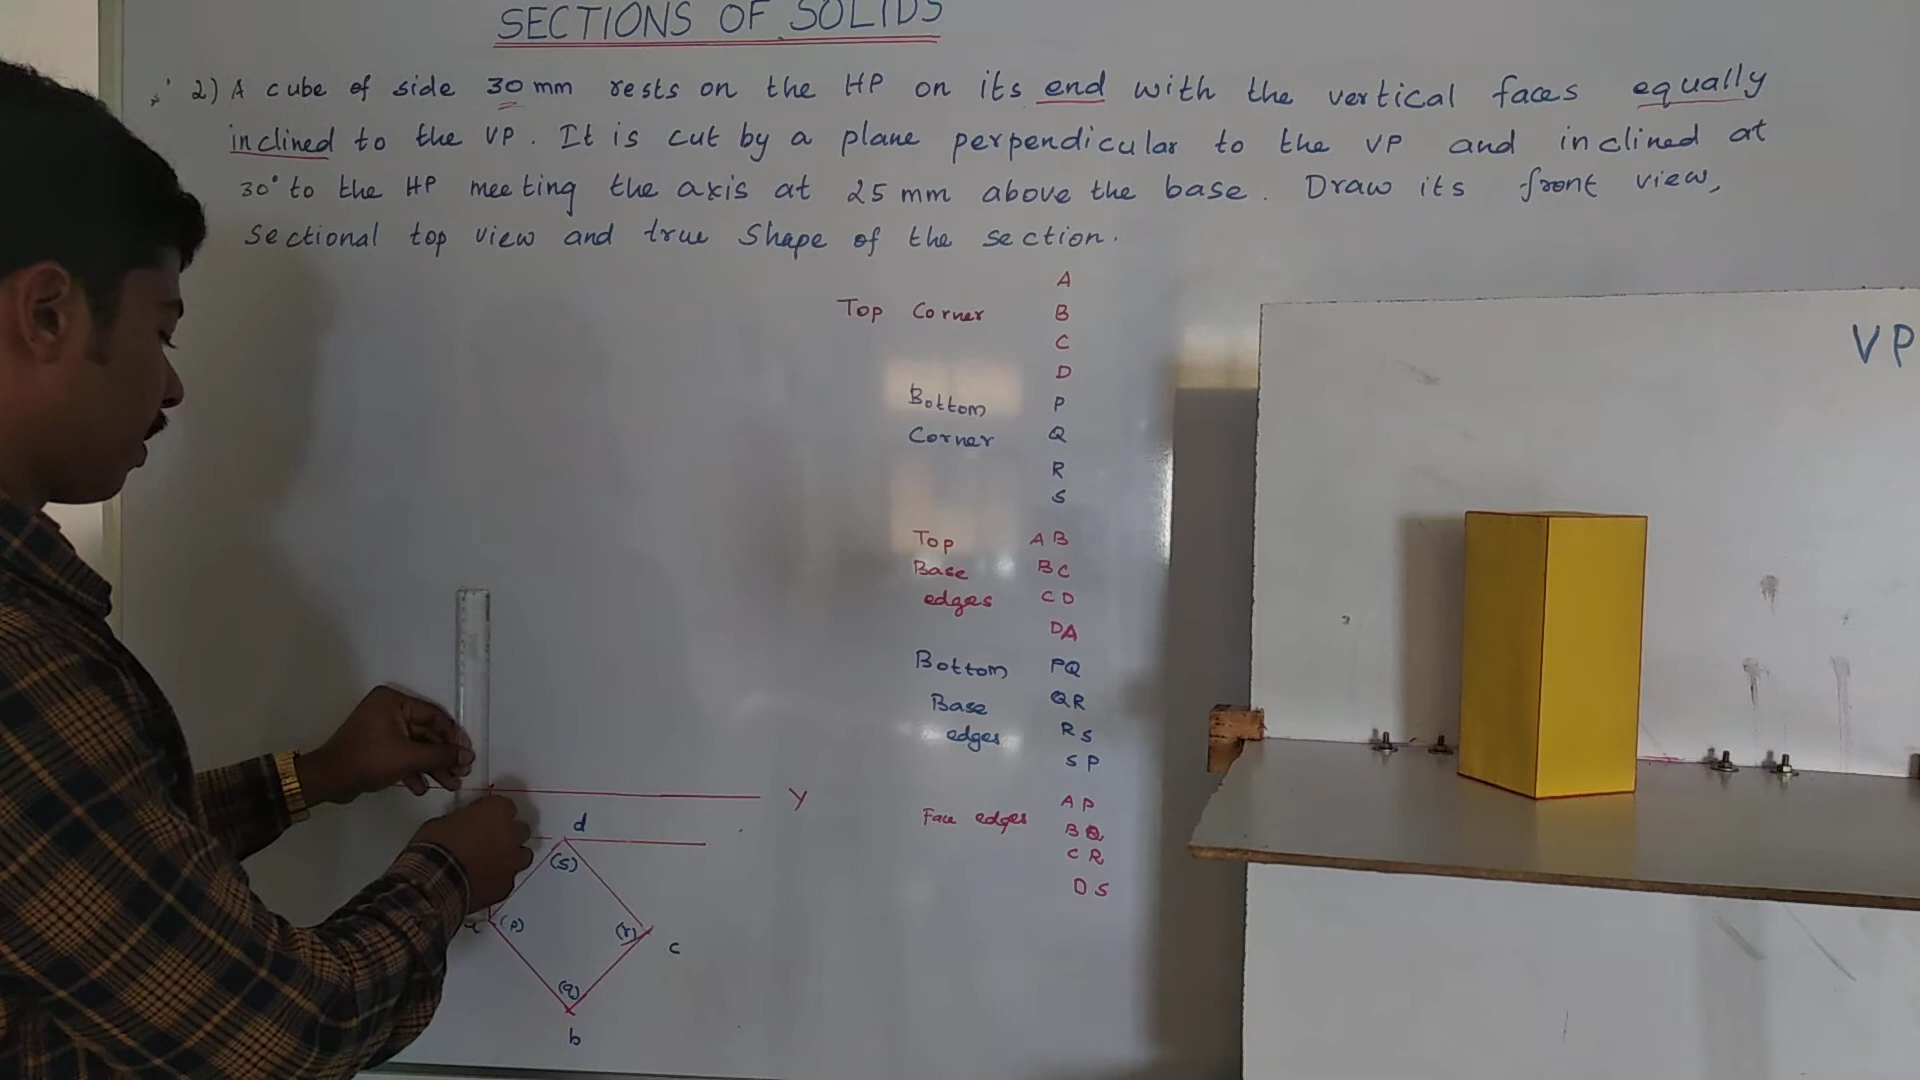 SECTIONS OF SOLIDS
2) A cube of side 30 mm rests on the HP on its end with the vertical faces equally
inclined to the VP. It is cut by a plane perpendicular to the VP and inclined at
30° to the HP meeting the axis at 25 mm above the base. Draw its front view,
Sectional top view and true Shape of the section.
A
Top Corner B
C
D
Bottom P
Corner Q
R
S
Top AB
Base BC
edges CD
DA
Bottom PQ
Base QR
edges RS
SP
Face edges AP
BQ
CR
DS
VP
Y
d
(s)
a (p) (r) c
(q)
b